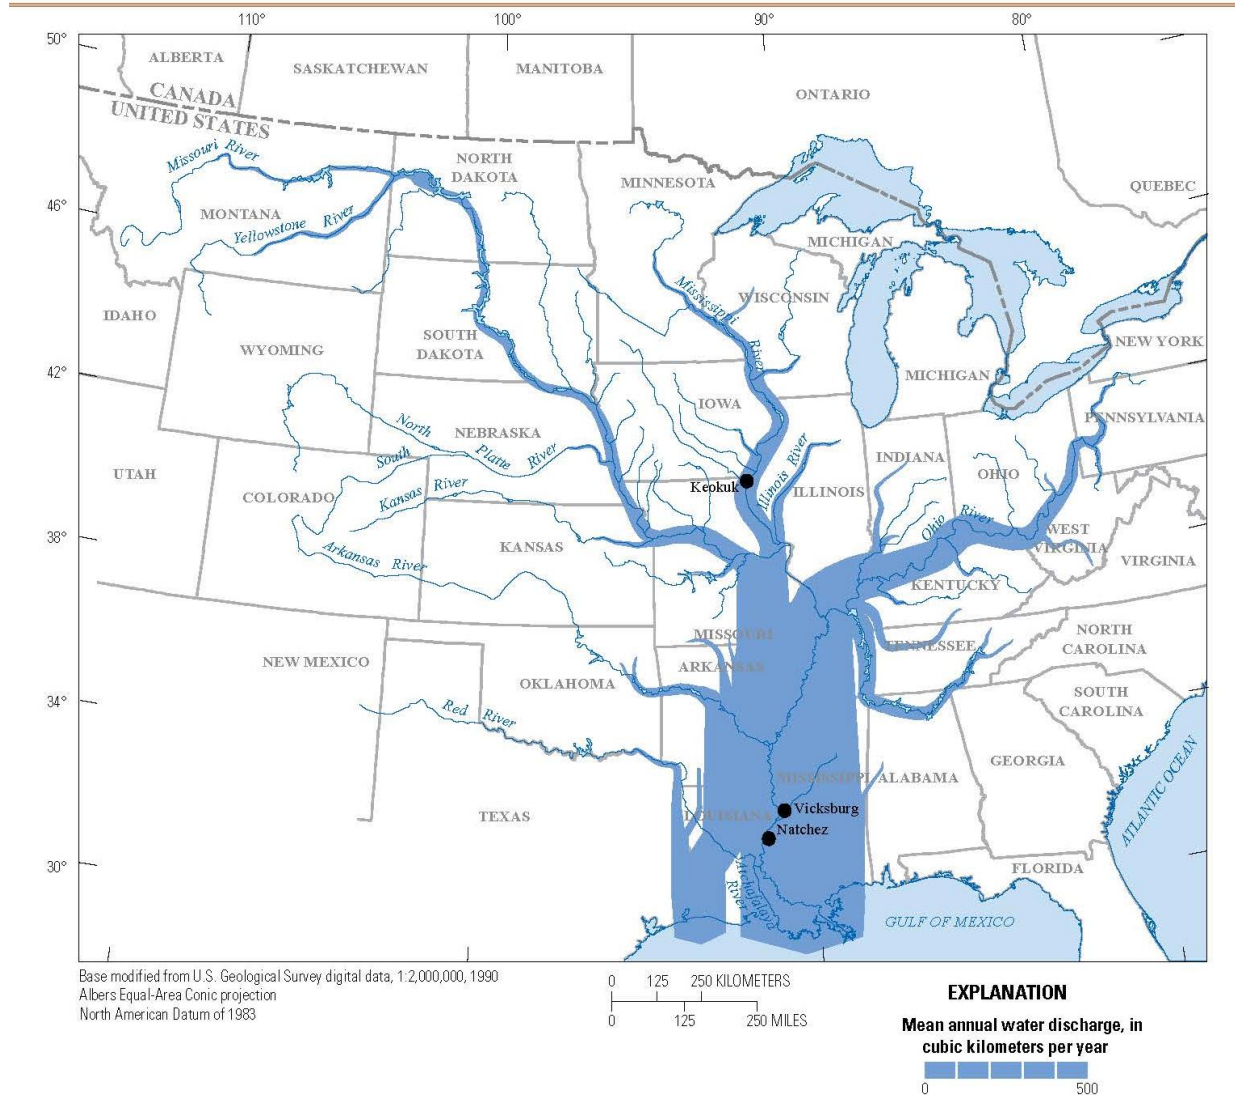 110°
100°
90°
80°
50°
46°
42°
38°
34°
30°
ALBERTA
SASKATCHEWAN
MANITOBA
ONTARIO
QUEBEC
CANADA
UNITED STATES
Missouri River
NORTH
DAKOTA
MINNESOTA
MONTANA
Yellowstone River
MICHIGAN
Mississippi
River
WISCONSIN
IDAHO
WYOMING
SOUTH
DAKOTA
NEW YORK
MICHIGAN
IOWA
PENNSYLVANIA
North
South
Platte River
NEBRASKA
UTAH
COLORADO
Kansas River
Keokuk
Illinois River
ILLINOIS
INDIANA
OHIO
Ohio River
WEST
VIRGINIA
VIRGINIA
KANSAS
Arkansas River
KENTUCKY
MISSOURI
TENNESSEE
NORTH
CAROLINA
NEW MEXICO
ARKANSAS
OKLAHOMA
SOUTH
CAROLINA
Red River
GEORGIA
MISSISSIPPI
ALABAMA
ATLANTIC OCEAN
TEXAS
LOUISIANA
Vicksburg
Natchez
Atchafalaya
River
FLORIDA
GULF OF MEXICO
Base modified from U.S. Geological Survey digital data, 1:2,000,000, 1990
Albers Equal-Area Conic projection
North American Datum of 1983
0 125 250 KILOMETERS
0 125 250 MILES
EXPLANATION
Mean annual water discharge, in
cubic kilometers per year
0 500